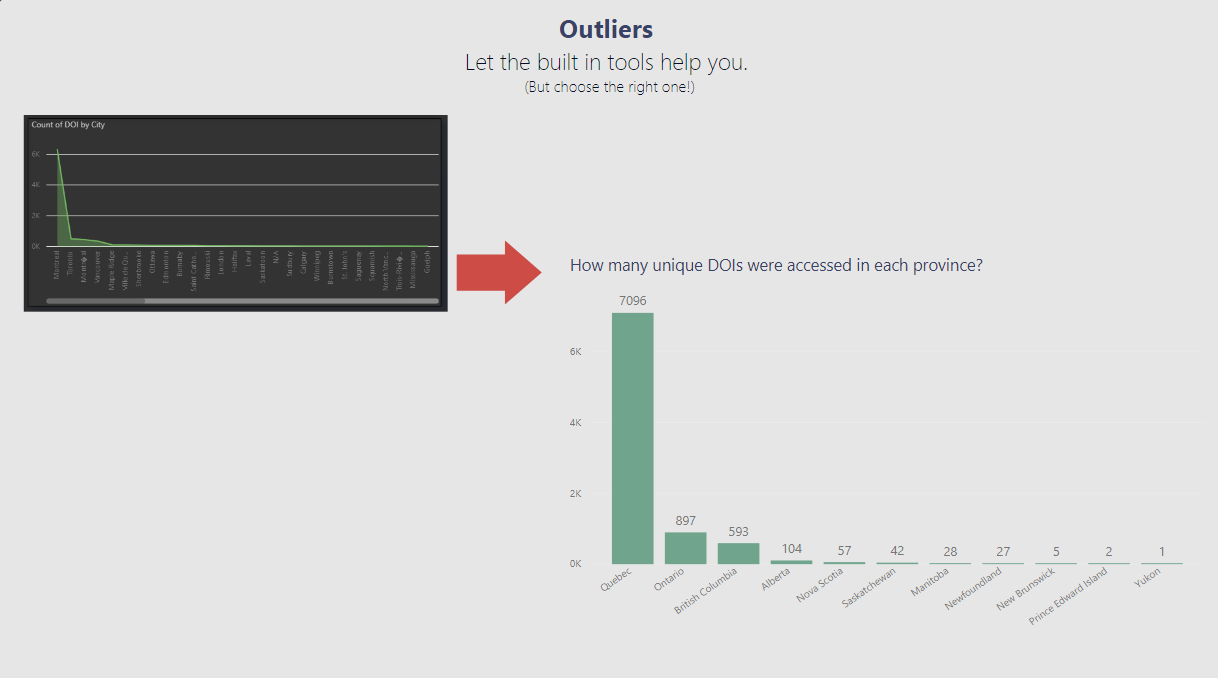 Outliers
Let the built in tools help you.
(But choose the right one!)
Count of DOI by City
6K
4K
2K
0K
Montreal
Toronto
Montr�al
Vancouver
Maple Ridge
Ville de Qu...
Sherbrooke
Ottawa
Edmonton
Burnaby
Saint Catha...
Rimouski
London
Halifax
Laval
Saskatoon
N/A
Sudbury
Calgary
Winnipeg
St. John's
Saguenay
Squamish
North Vanc...
Trois-Rivi�...
Mississauga
Guelph
How many unique DOIs were accessed in each province?
6K
4K
2K
0K
7096
897
593
104
57
42
28
27
5
2
1
Quebec
Ontario
British Columbia
Alberta
Nova Scotia
Saskatchewan
Manitoba
Newfoundland
New Brunswick
Prince Edward Island
Yukon